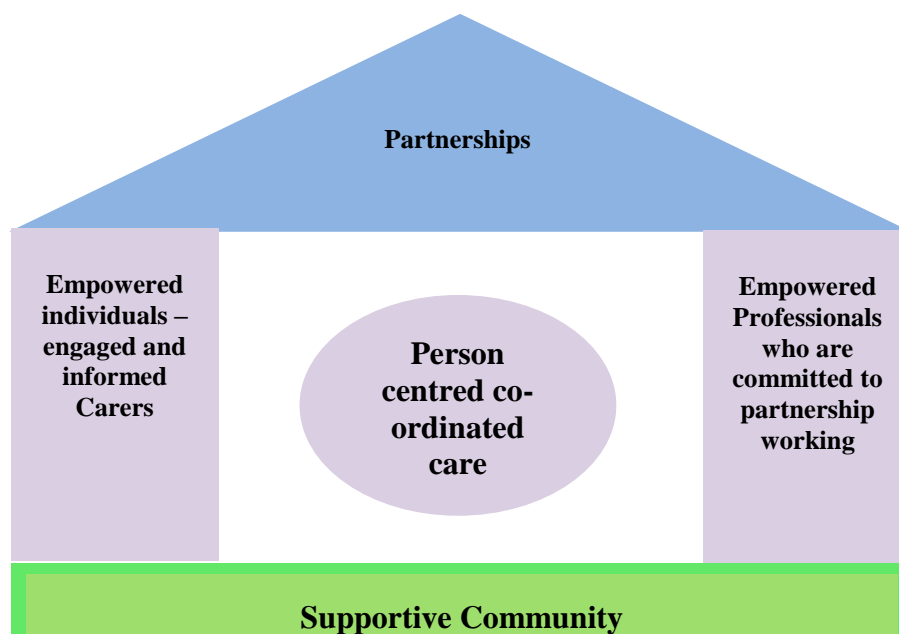 Partnerships
Empowered
individuals –
engaged and
informed
Carers
Person
centred co-
ordinated
care
Empowered
Professionals
who are
committed to
partnership
working
Supportive Community